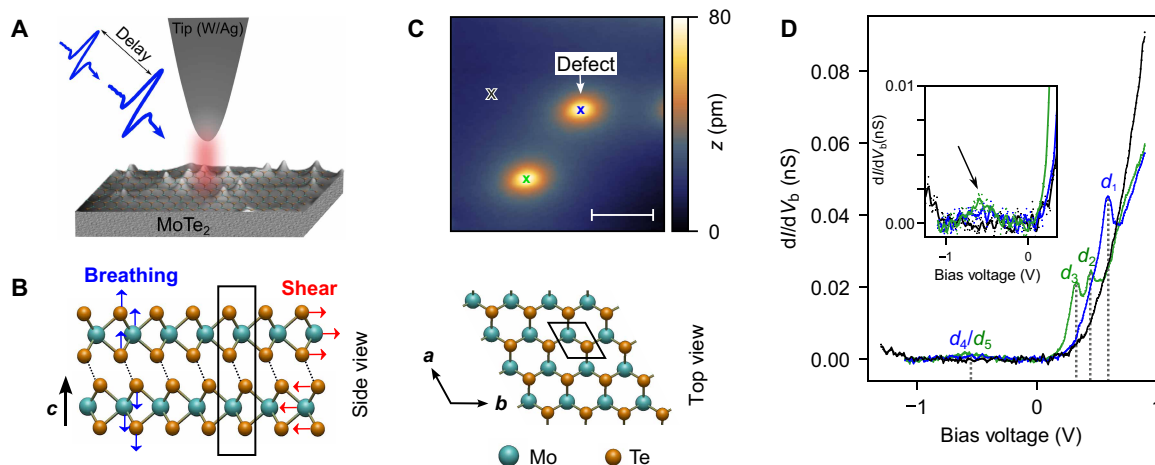 A
Tip (W/Ag)
Delay
MoTe2
B
Breathing
Shear
c
Side view
C
Defect
x
x
x
80
z (pm)
0
a
b
Top view
Mo
Te
D
0.08
0.06
0.04
0.02
0.00
dI/dVb (nS)
−1
0
1
Bias voltage (V)
d1
d2
d3
d4/d5
0.01
0.00
dI/dVb(nS)
−1
0
Bias voltage (V)